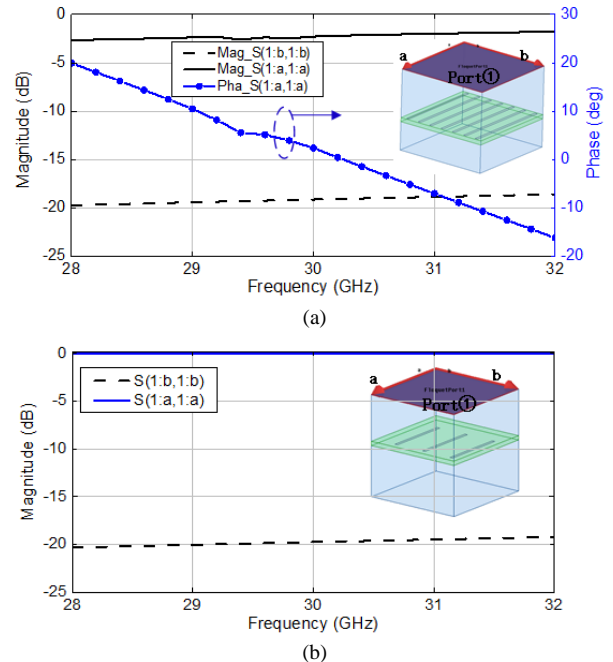 0
-5
-10
-15
-20
-25
Magnitude (dB)
30
20
10
0
-10
-20
Phase (deg)
Mag_S(1:b,1:b)
Mag_S(1:a,1:a)
Pha_S(1:a,1:a)
a
b
Port①
28
29
30
31
32
Frequency (GHz)
(a)
0
-5
-10
-15
-20
-25
Magnitude (dB)
S(1:b,1:b)
S(1:a,1:a)
a
b
Port①
28
29
30
31
32
Frequency (GHz)
(b)